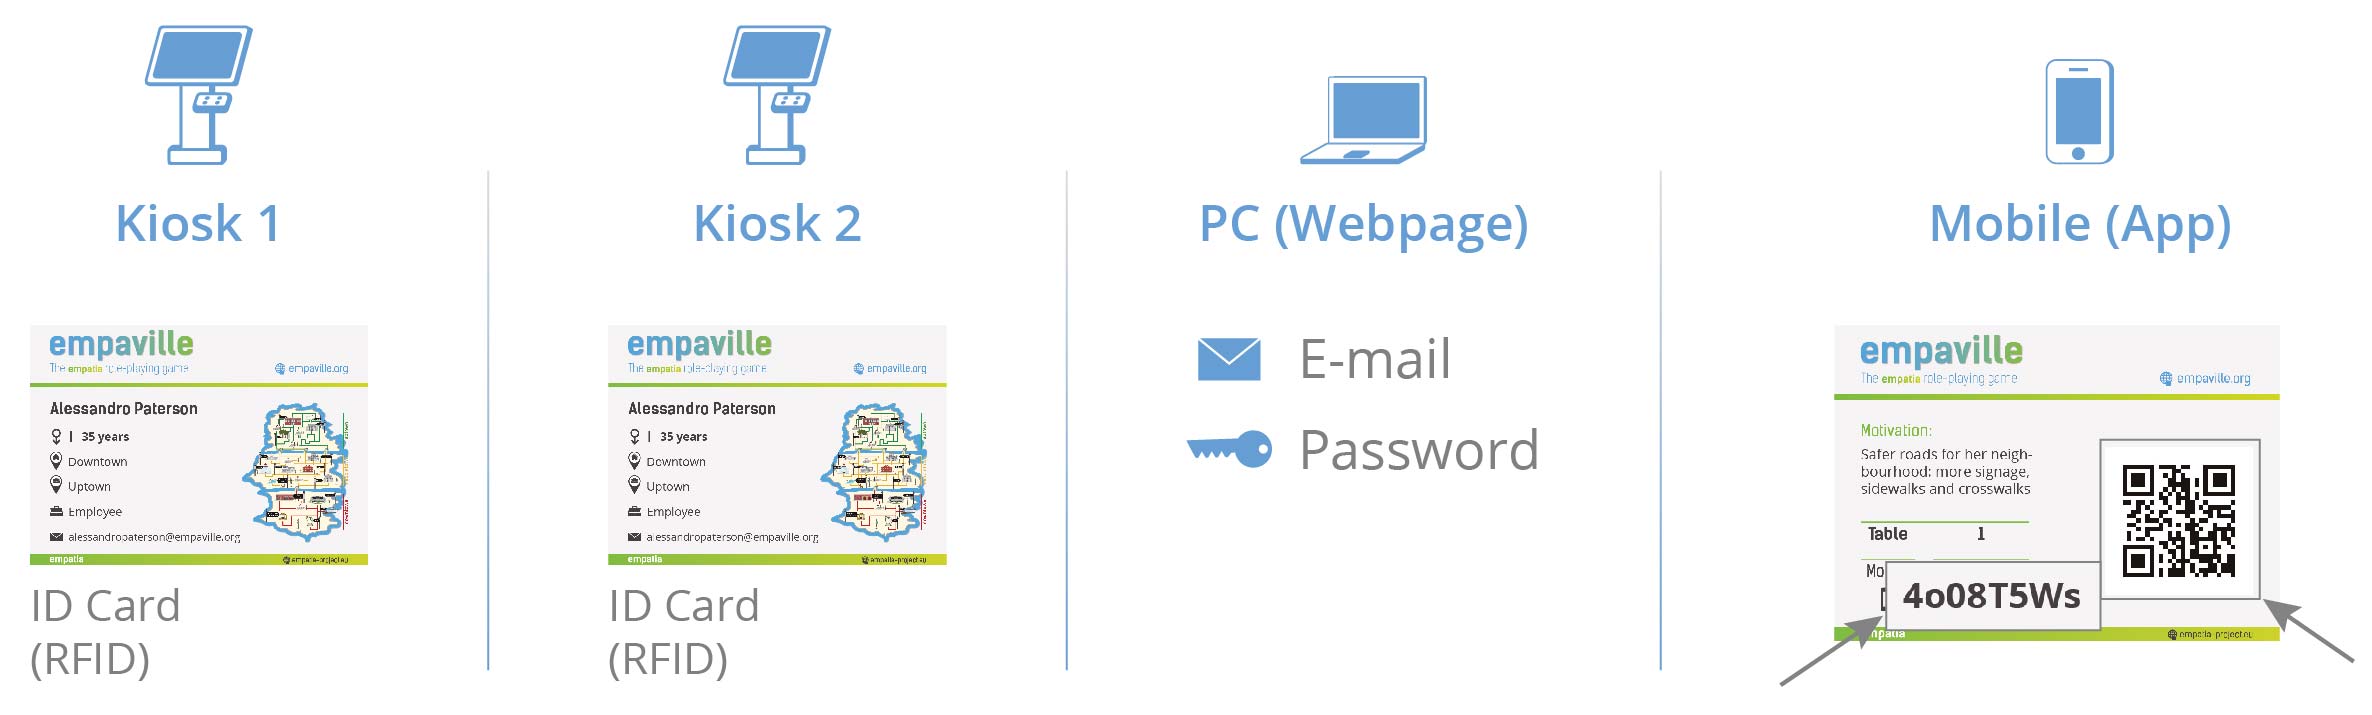 Kiosk 1
empaville
The empatia role-playing game
empaville.org
Alessandro Paterson
| 35 years
Downtown
Uptown
Employee
alessandropaterson@empaville.org
empatia
empatia-project.eu
ID Card
(RFID)
Kiosk 2
empaville
The empatia role-playing game
empaville.org
Alessandro Paterson
| 35 years
Downtown
Uptown
Employee
alessandropaterson@empaville.org
empatia
empatia-project.eu
ID Card
(RFID)
PC (Webpage)
E-mail
Password
Mobile (App)
empaville
The empatia role-playing game
empaville.org
Motivation:
Safer roads for her neigh-
bourhood: more signage,
sidewalks and crosswalks
Table 1
Mo
4o08T5Ws
mpatia
empatia-project.eu